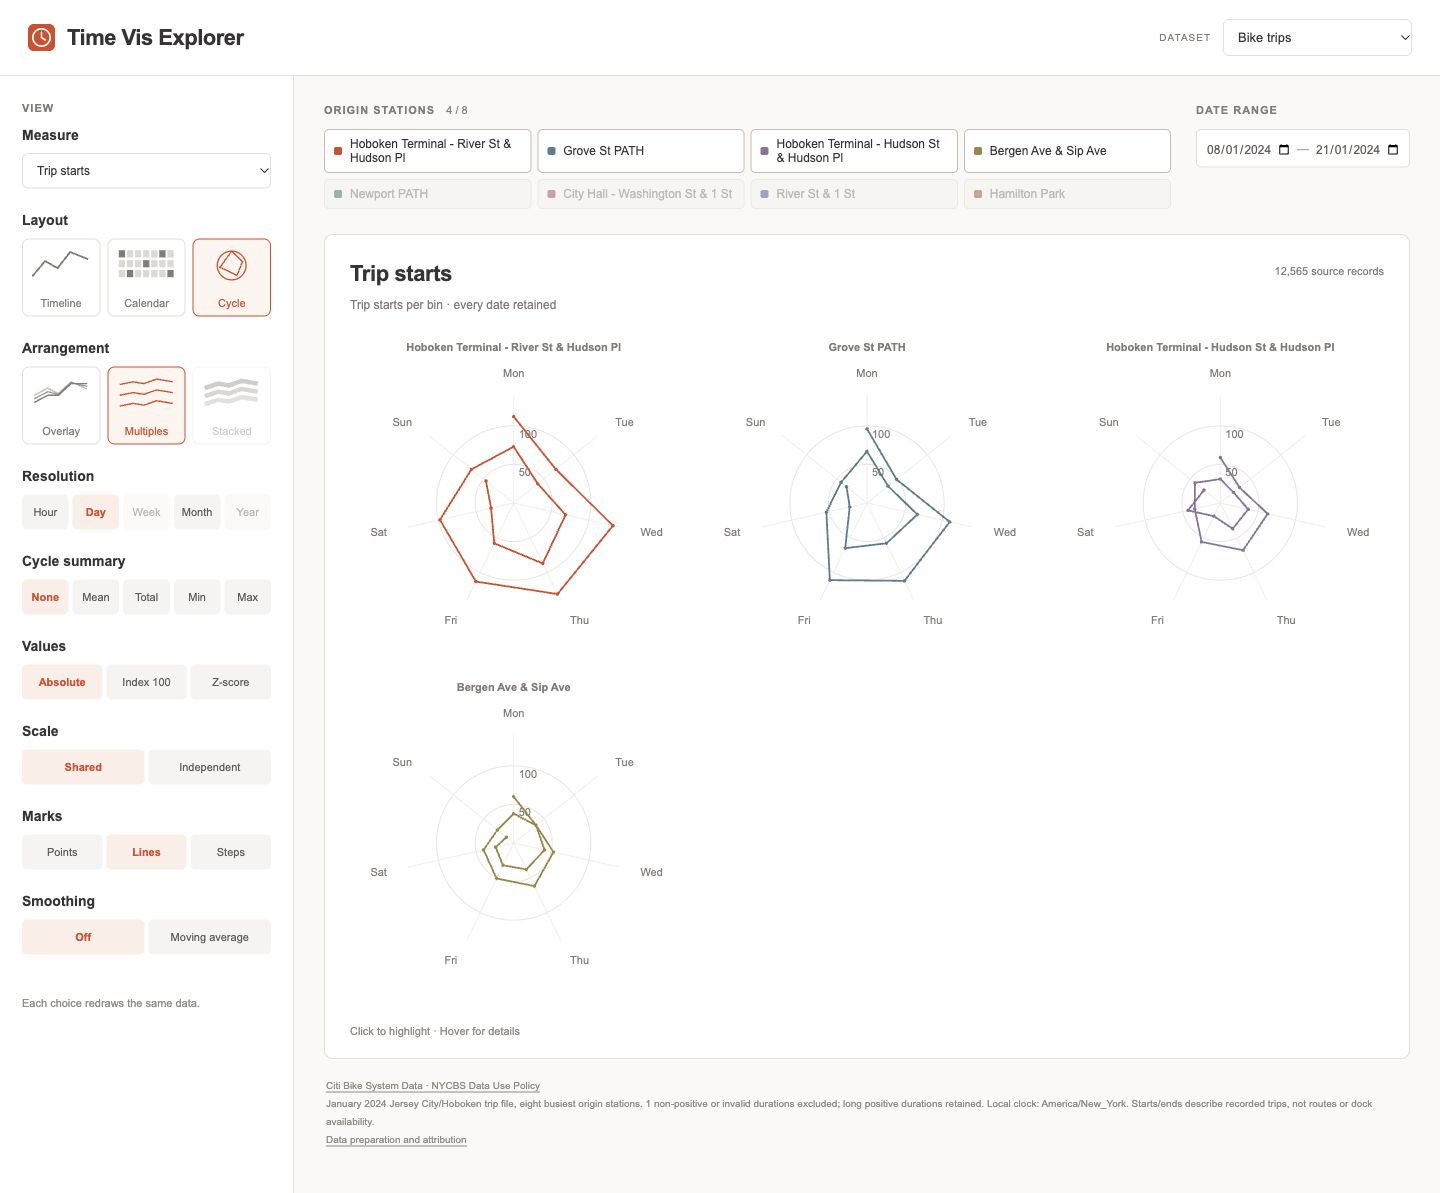 Time Vis Explorer
DATASET
Bike trips
VIEW
Measure
Trip starts
Layout
Timeline
Calendar
Cycle
Arrangement
Overlay
Multiples
Stacked
Resolution
Hour
Day
Week
Month
Year
Cycle summary
None
Mean
Total
Min
Max
Values
Absolute
Index 100
Z-score
Scale
Shared
Independent
Marks
Points
Lines
Steps
Smoothing
Off
Moving average
Each choice redraws the same data.
ORIGIN STATIONS 4 / 8
Hoboken Terminal - River St &
Hudson Pl
Grove St PATH
Hoboken Terminal - Hudson St
& Hudson Pl
Bergen Ave & Sip Ave
Newport PATH
City Hall - Washington St & 1 St
River St & 1 St
Hamilton Park
DATE RANGE
08/01/2024 — 21/01/2024
Trip starts
12,565 source records
Trip starts per bin · every date retained
Hoboken Terminal - River St & Hudson Pl
Mon
Tue
Wed
Thu
Fri
Sat
Sun
100
50
Grove St PATH
Mon
Tue
Wed
Thu
Fri
Sat
Sun
100
50
Hoboken Terminal - Hudson St & Hudson Pl
Mon
Tue
Wed
Thu
Fri
Sat
Sun
100
50
Bergen Ave & Sip Ave
Mon
Tue
Wed
Thu
Fri
Sat
Sun
100
50
Click to highlight · Hover for details
Citi Bike System Data · NYCBS Data Use Policy
January 2024 Jersey City/Hoboken trip file, eight busiest origin stations. 1 non-positive or invalid durations excluded; long positive durations retained. Local clock: America/New_York. Starts/ends describe recorded trips, not routes or dock
availability.
Data preparation and attribution